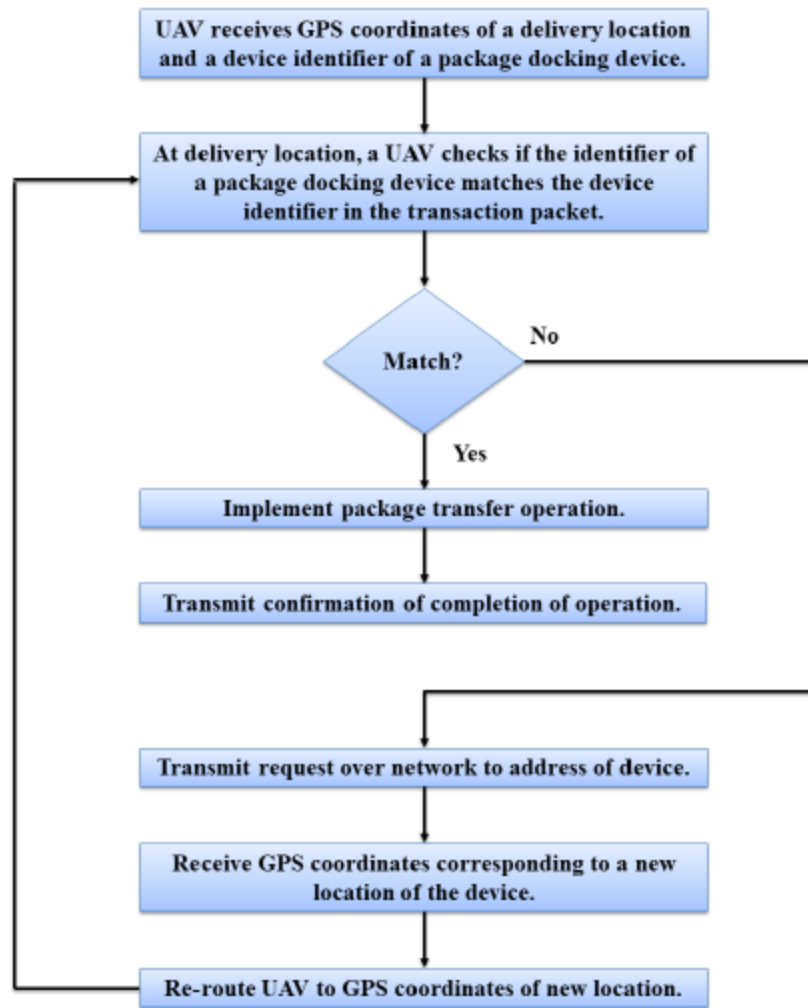 UAV receives GPS coordinates of a delivery location
and a device identifier of a package docking device.
At delivery location, a UAV checks if the identifier of
a package docking device matches the device
identifier in the transaction packet.
Match?
No
Yes
Implement package transfer operation.
Transmit confirmation of completion of operation.
Transmit request over network to address of device.
Receive GPS coordinates corresponding to a new
location of the device.
Re-route UAV to GPS coordinates of new location.